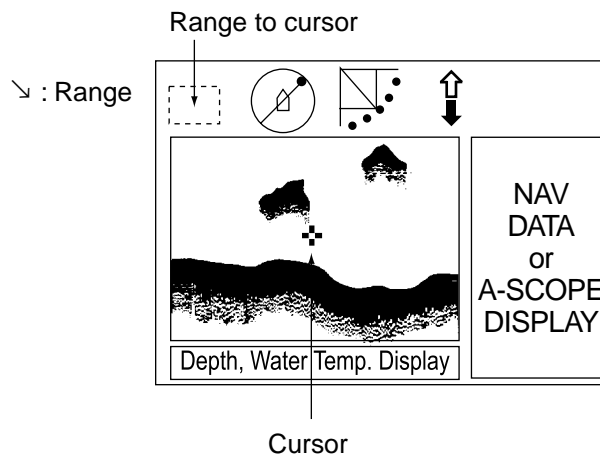 Range to cursor
↘ : Range
NAV
DATA
or
A-SCOPE
DISPLAY
Depth, Water Temp. Display
Cursor